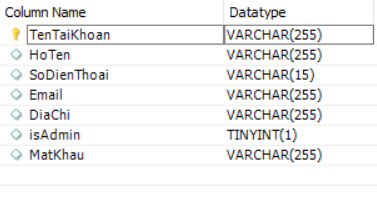 Column Name Datatype
TenTaiKhoan VARCHAR(255)
HoTen VARCHAR(255)
SoDienThoai VARCHAR(15)
Email VARCHAR(255)
DiaChi VARCHAR(255)
isAdmin TINYINT(1)
MatKhau VARCHAR(255)